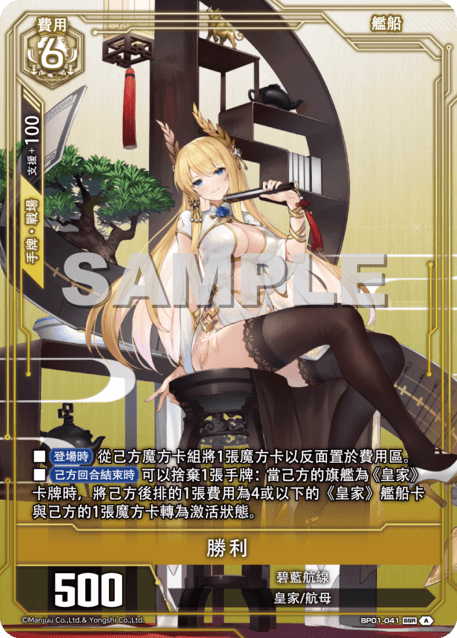 費用
6
艦船
支援+100
手牌・戰場
SAMPLE
■ 登場時 從己方魔方卡組將1張魔方卡以反面置於費用區。
■ 己方回合結束時 可以捨棄1張手牌：當己方的旗艦為《皇家》
卡牌時，將己方後排的1張費用為4或以下的《皇家》艦船卡
與己方的1張魔方卡轉為激活狀態。
勝利
500
碧藍航線
皇家/航母
©Manjuu Co.,Ltd.& Yongshi Co.,Ltd.
BP01-041 SSR A